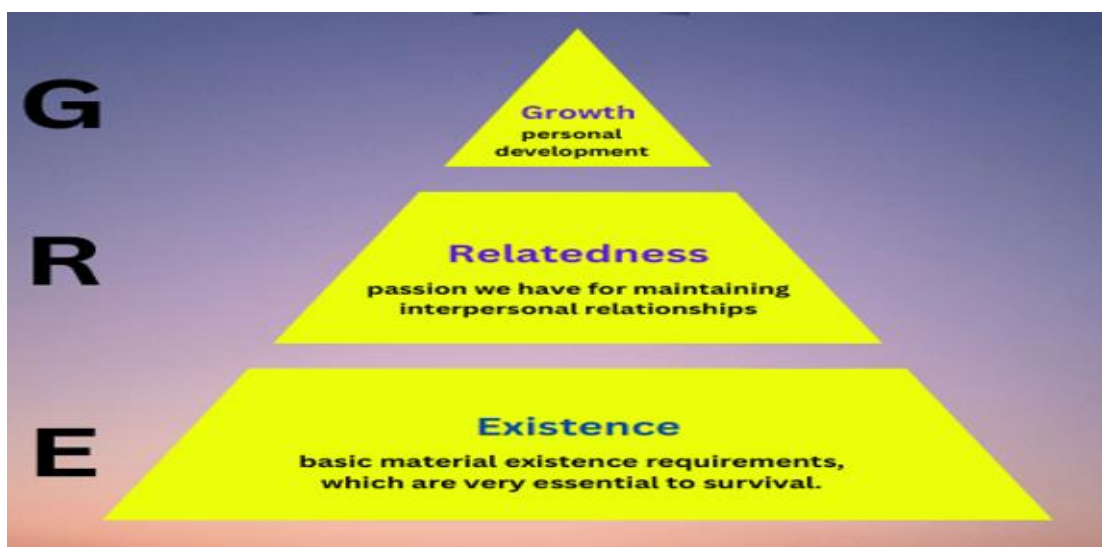 G
Growth
personal
development
R
Relatedness
passion we have for maintaining
interpersonal relationships
E
Existence
basic material existence requirements,
which are very essential to survival.